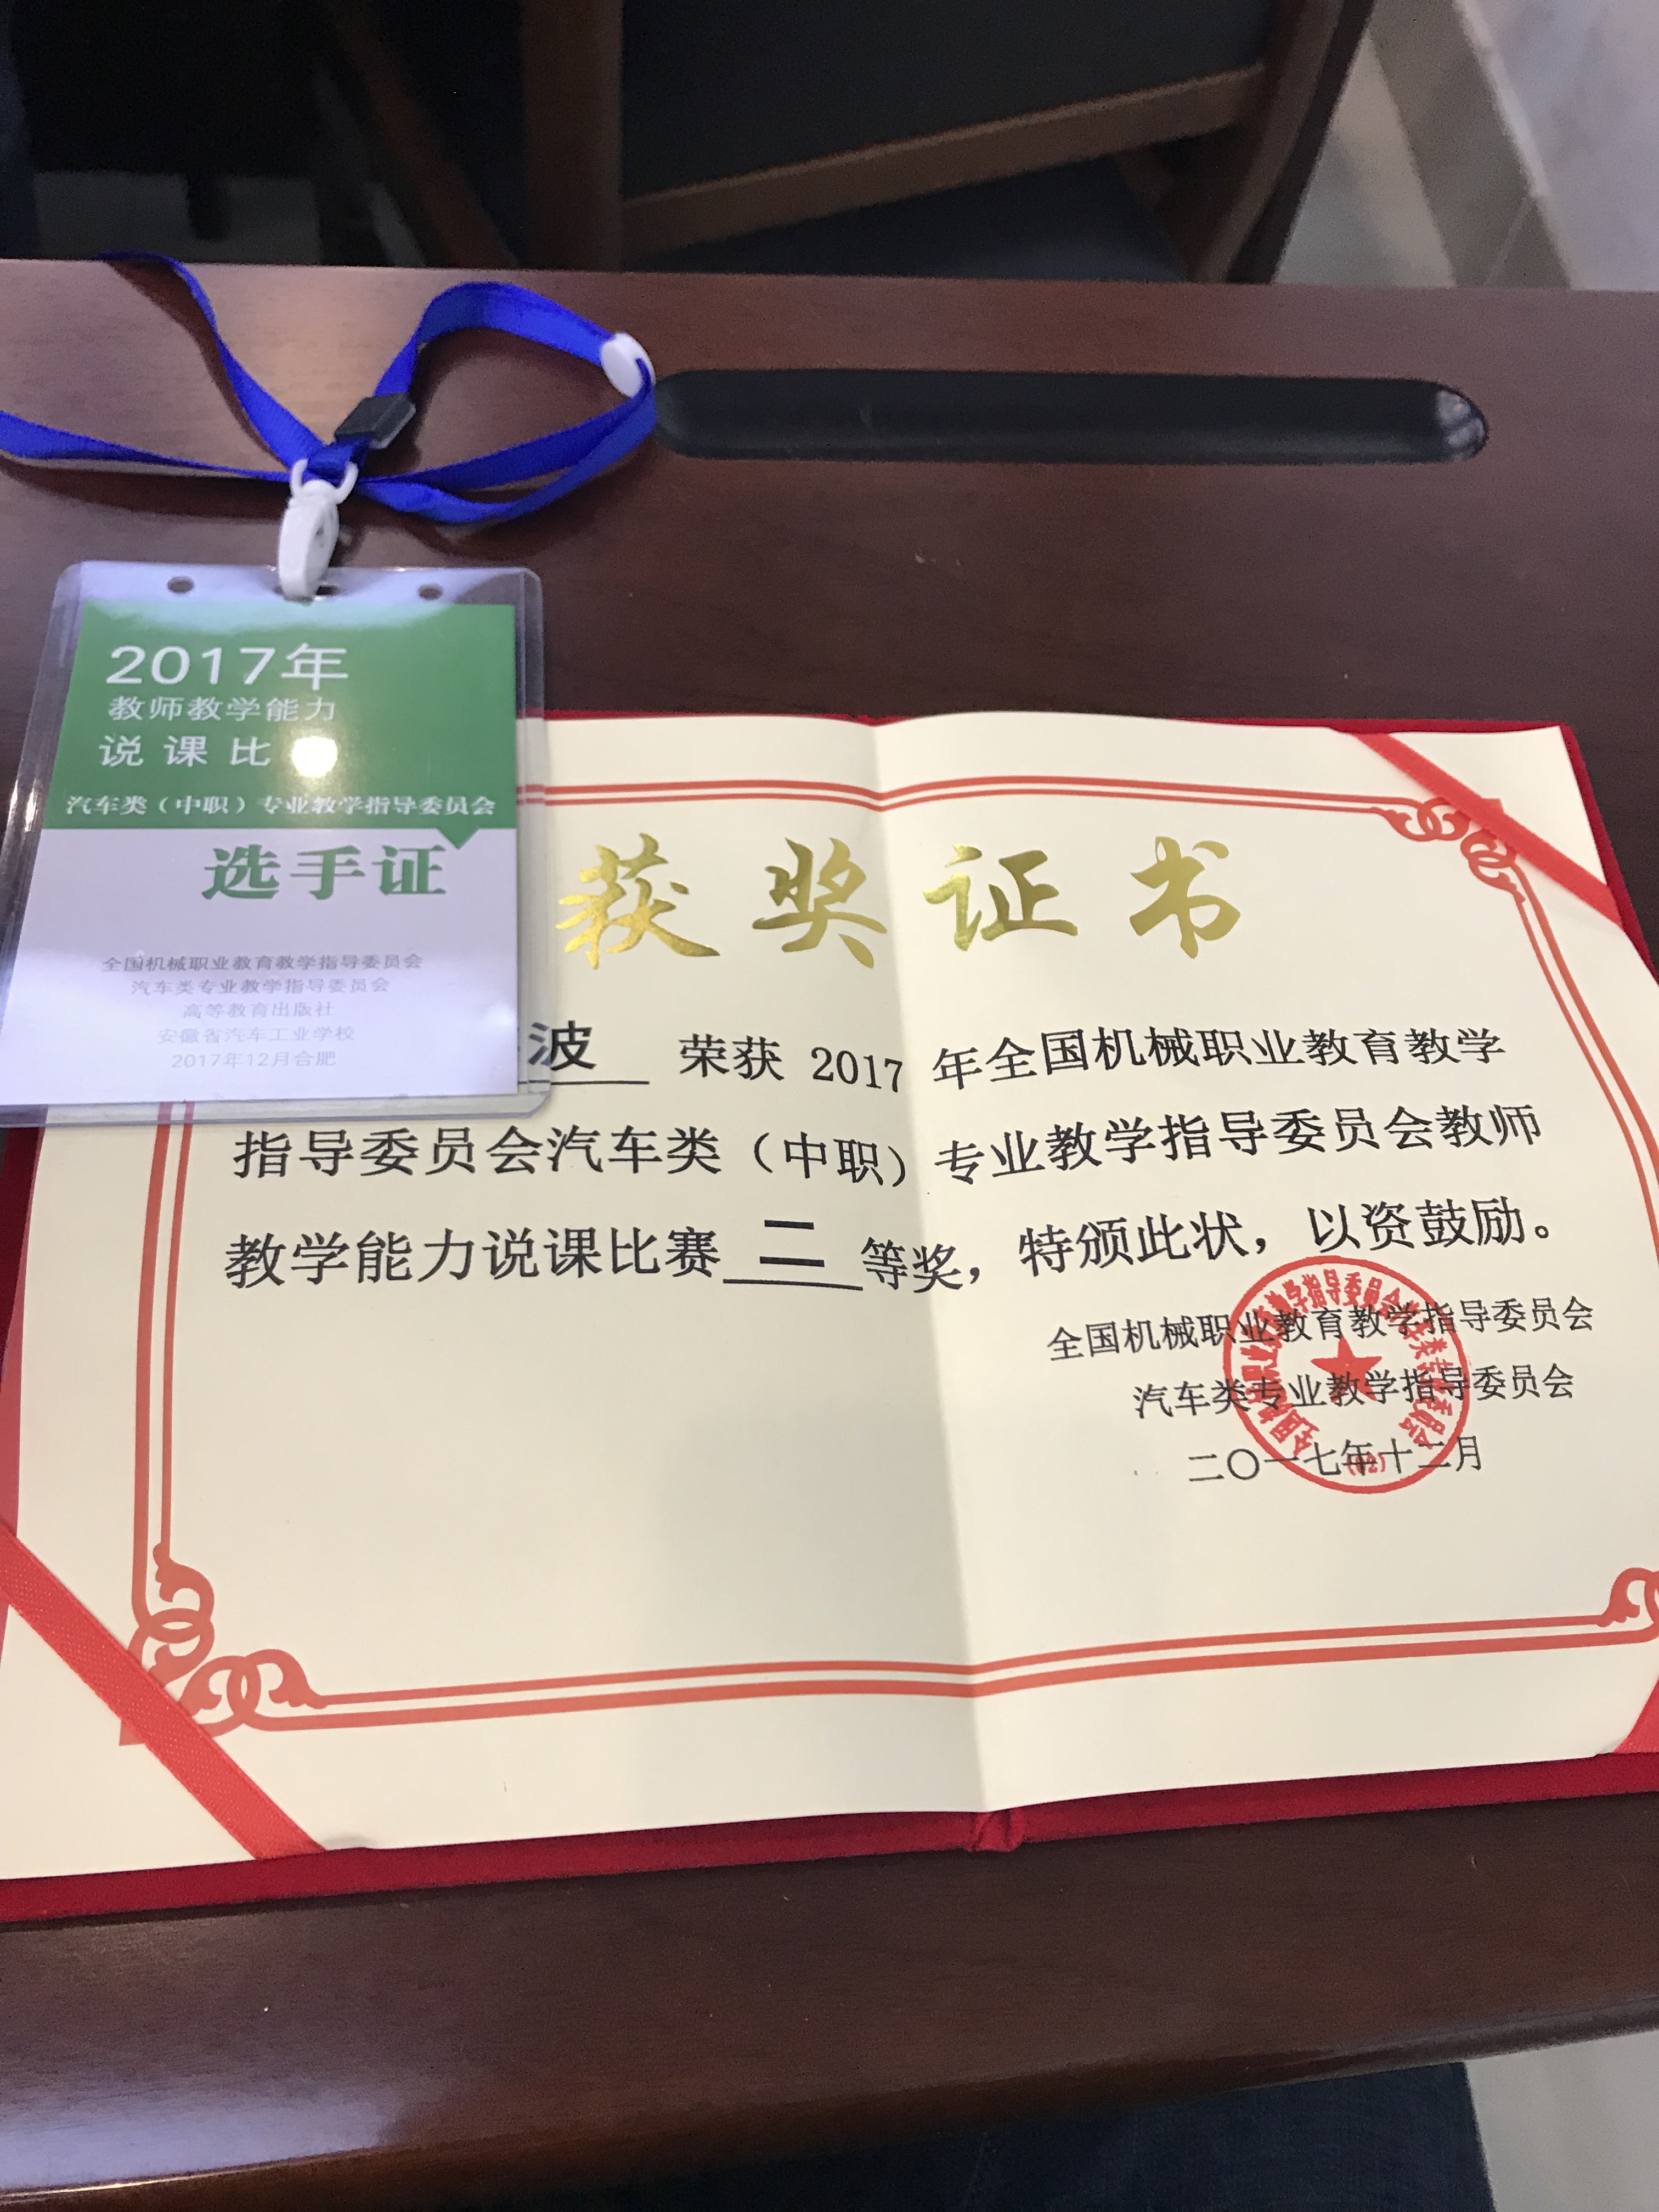 2017年
教师教学能力
说课比
汽车类（中职）专业教学指导委员会
选手证
全国机械职业教育教学指导委员会
汽车类专业教学指导委员会
高等教育出版社
安徽省汽车工业学校
2017年12月合肥
获奖证书
波 荣获 2017 年全国机械职业教育教学
指导委员会汽车类（中职）专业教学指导委员会教师
教学能力说课比赛二等奖，特颁此状，以资鼓励。
全国机械职业教育教学指导委员会
汽车类专业教学指导委员会
二〇一七年十二月